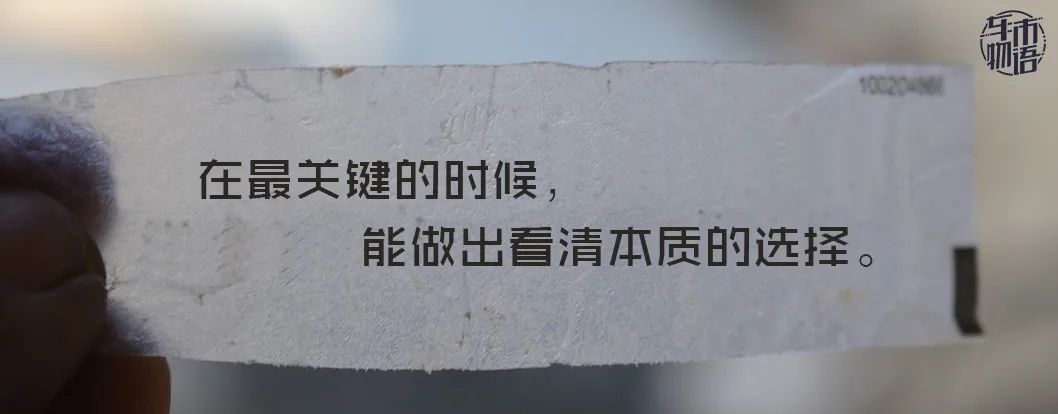 车市
物语
在最关键的时候，
能做出看清本质的选择。